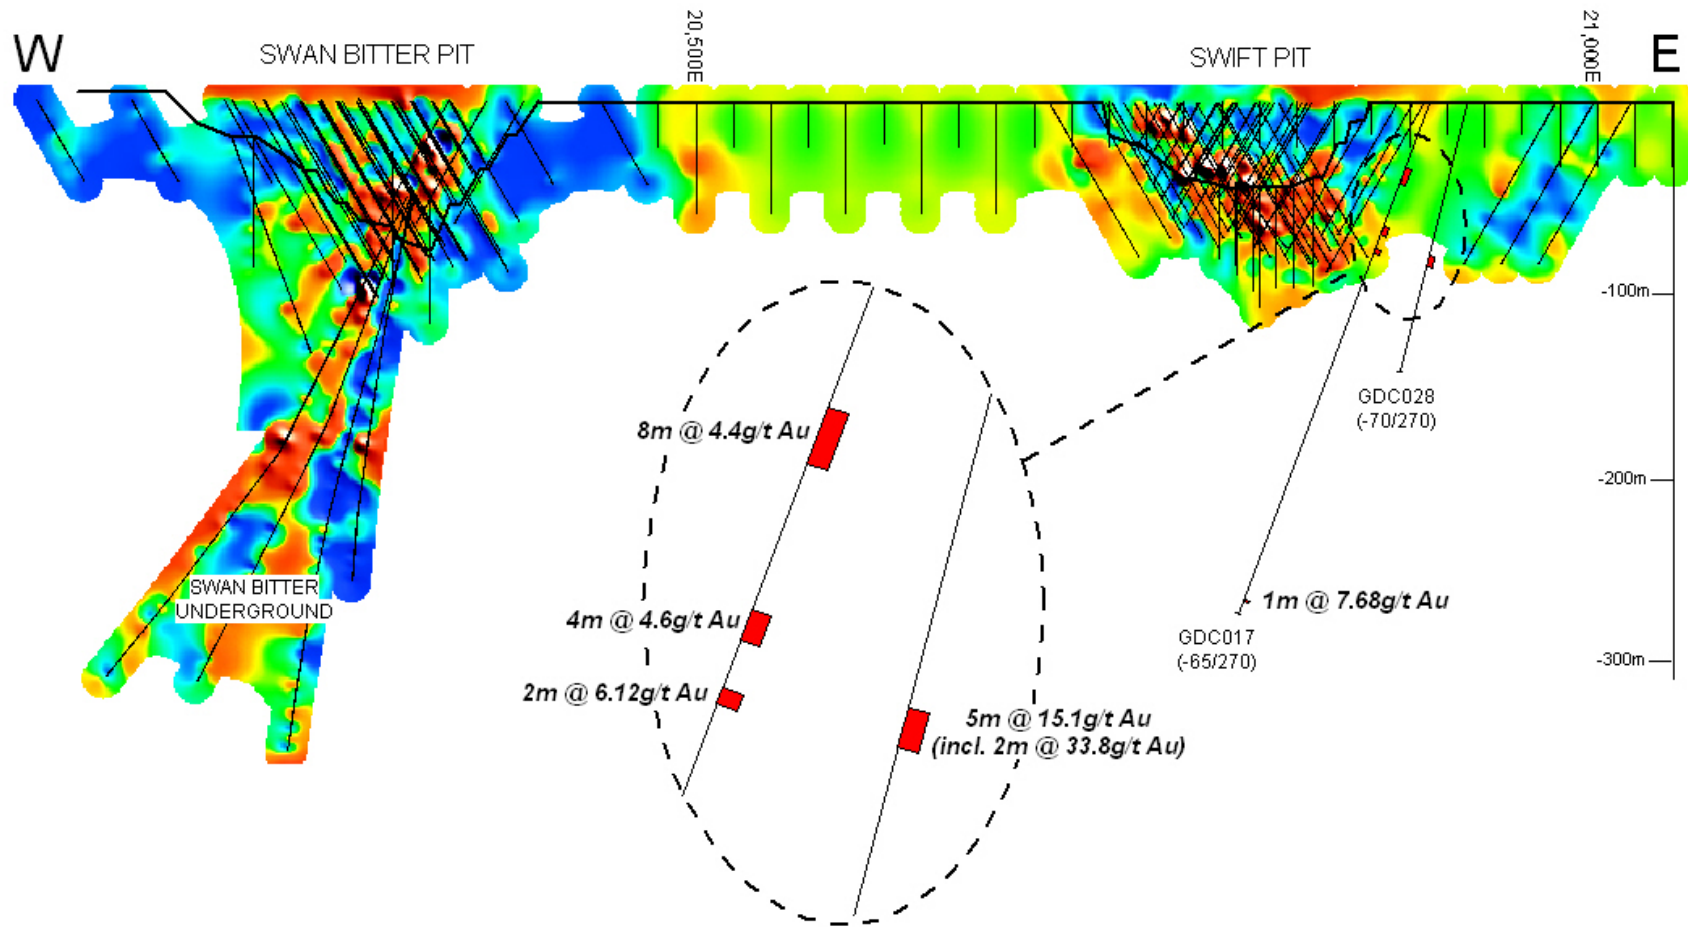 W
SWAN BITTER PIT
20,500E
SWIFT PIT
21,000E
E
-100m
GDC028
(-70/270)
8m @ 4.4g/t Au
-200m
SWAN BITTER
UNDERGROUND
1m @ 7.68g/t Au
4m @ 4.6g/t Au
GDC017
(-65/270)
-300m
2m @ 6.12g/t Au
5m @ 15.1g/t Au
(incl. 2m @ 33.8g/t Au)